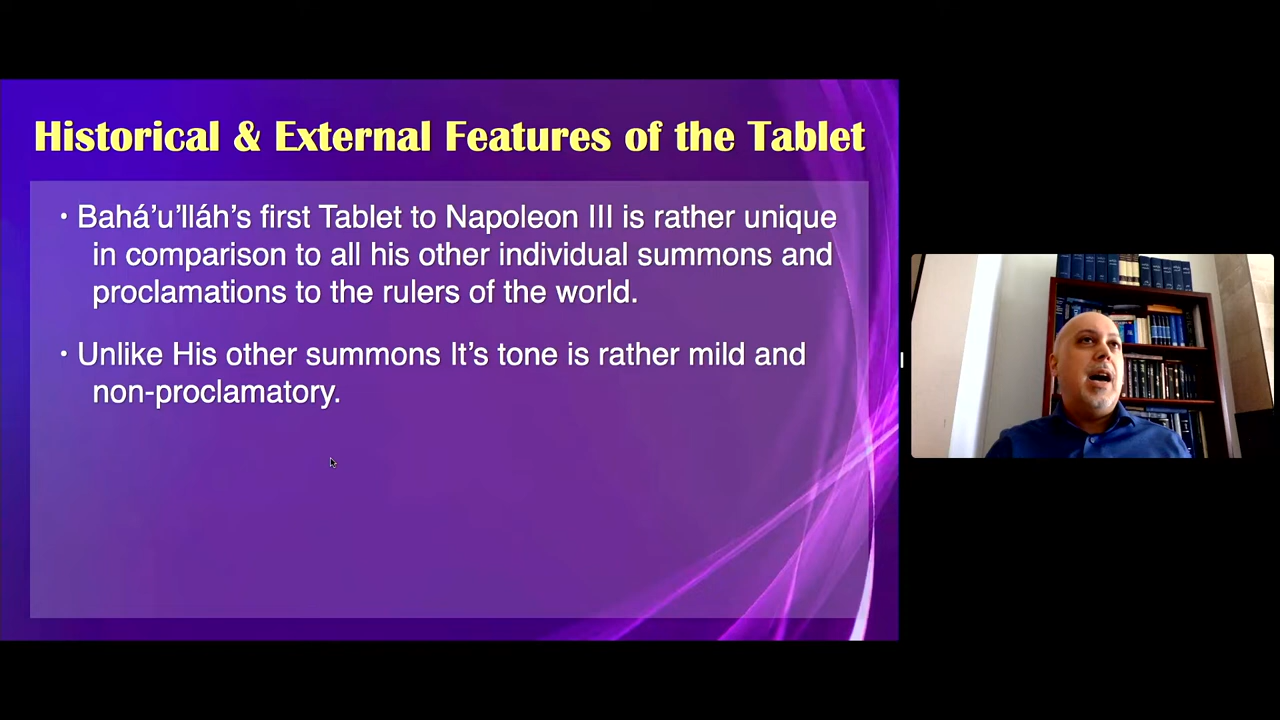 Historical & External Features of the Tablet
• Bahá’u’lláh’s first Tablet to Napoleon III is rather unique
in comparison to all his other individual summons and
proclamations to the rulers of the world.
• Unlike His other summons It’s tone is rather mild and
non-proclamatory.